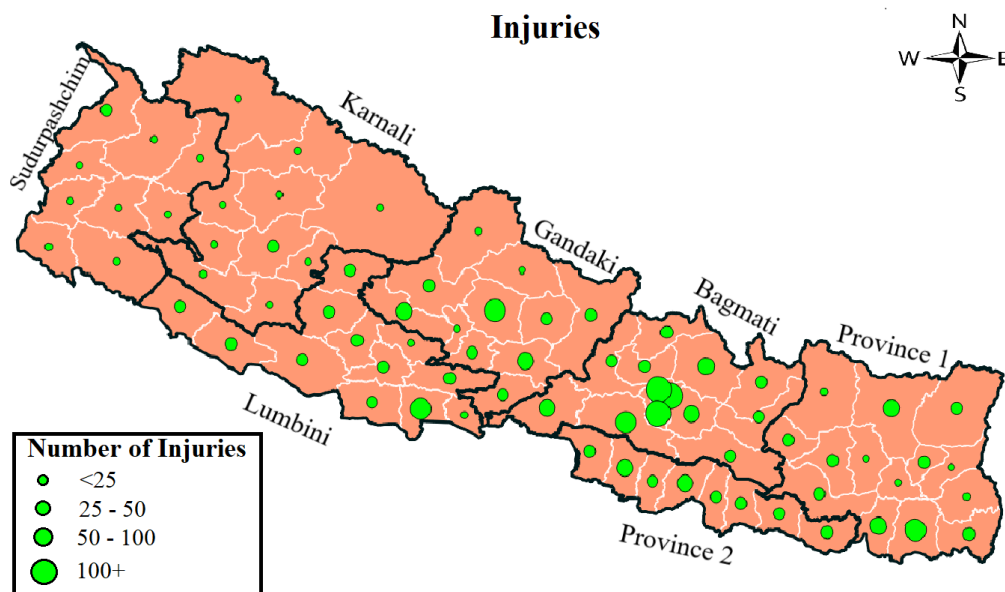 Injuries
N
W E
S
Sudurpashchim
Karnali
Gandaki
Bagmati
Province 1
Lumbini
Province 2
Number of Injuries
<25
25 - 50
50 - 100
100+